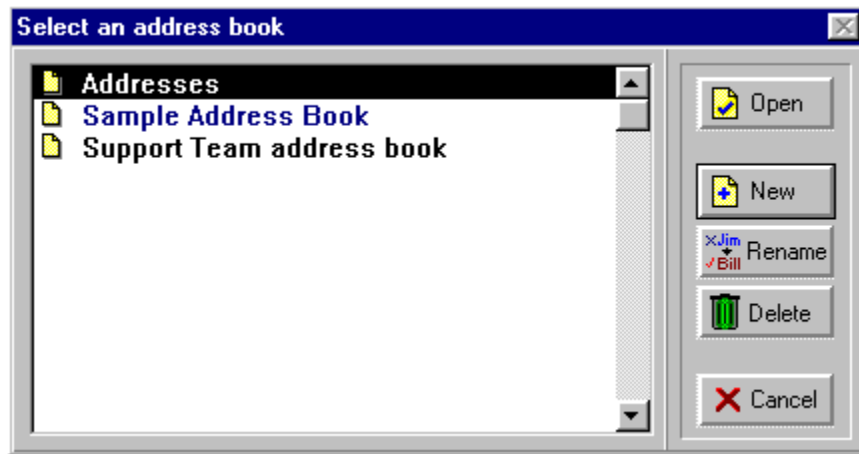 Select an address book
Addresses
Sample Address Book
Support Team address book
Open
New
Jim
Bill
Rename
Delete
Cancel